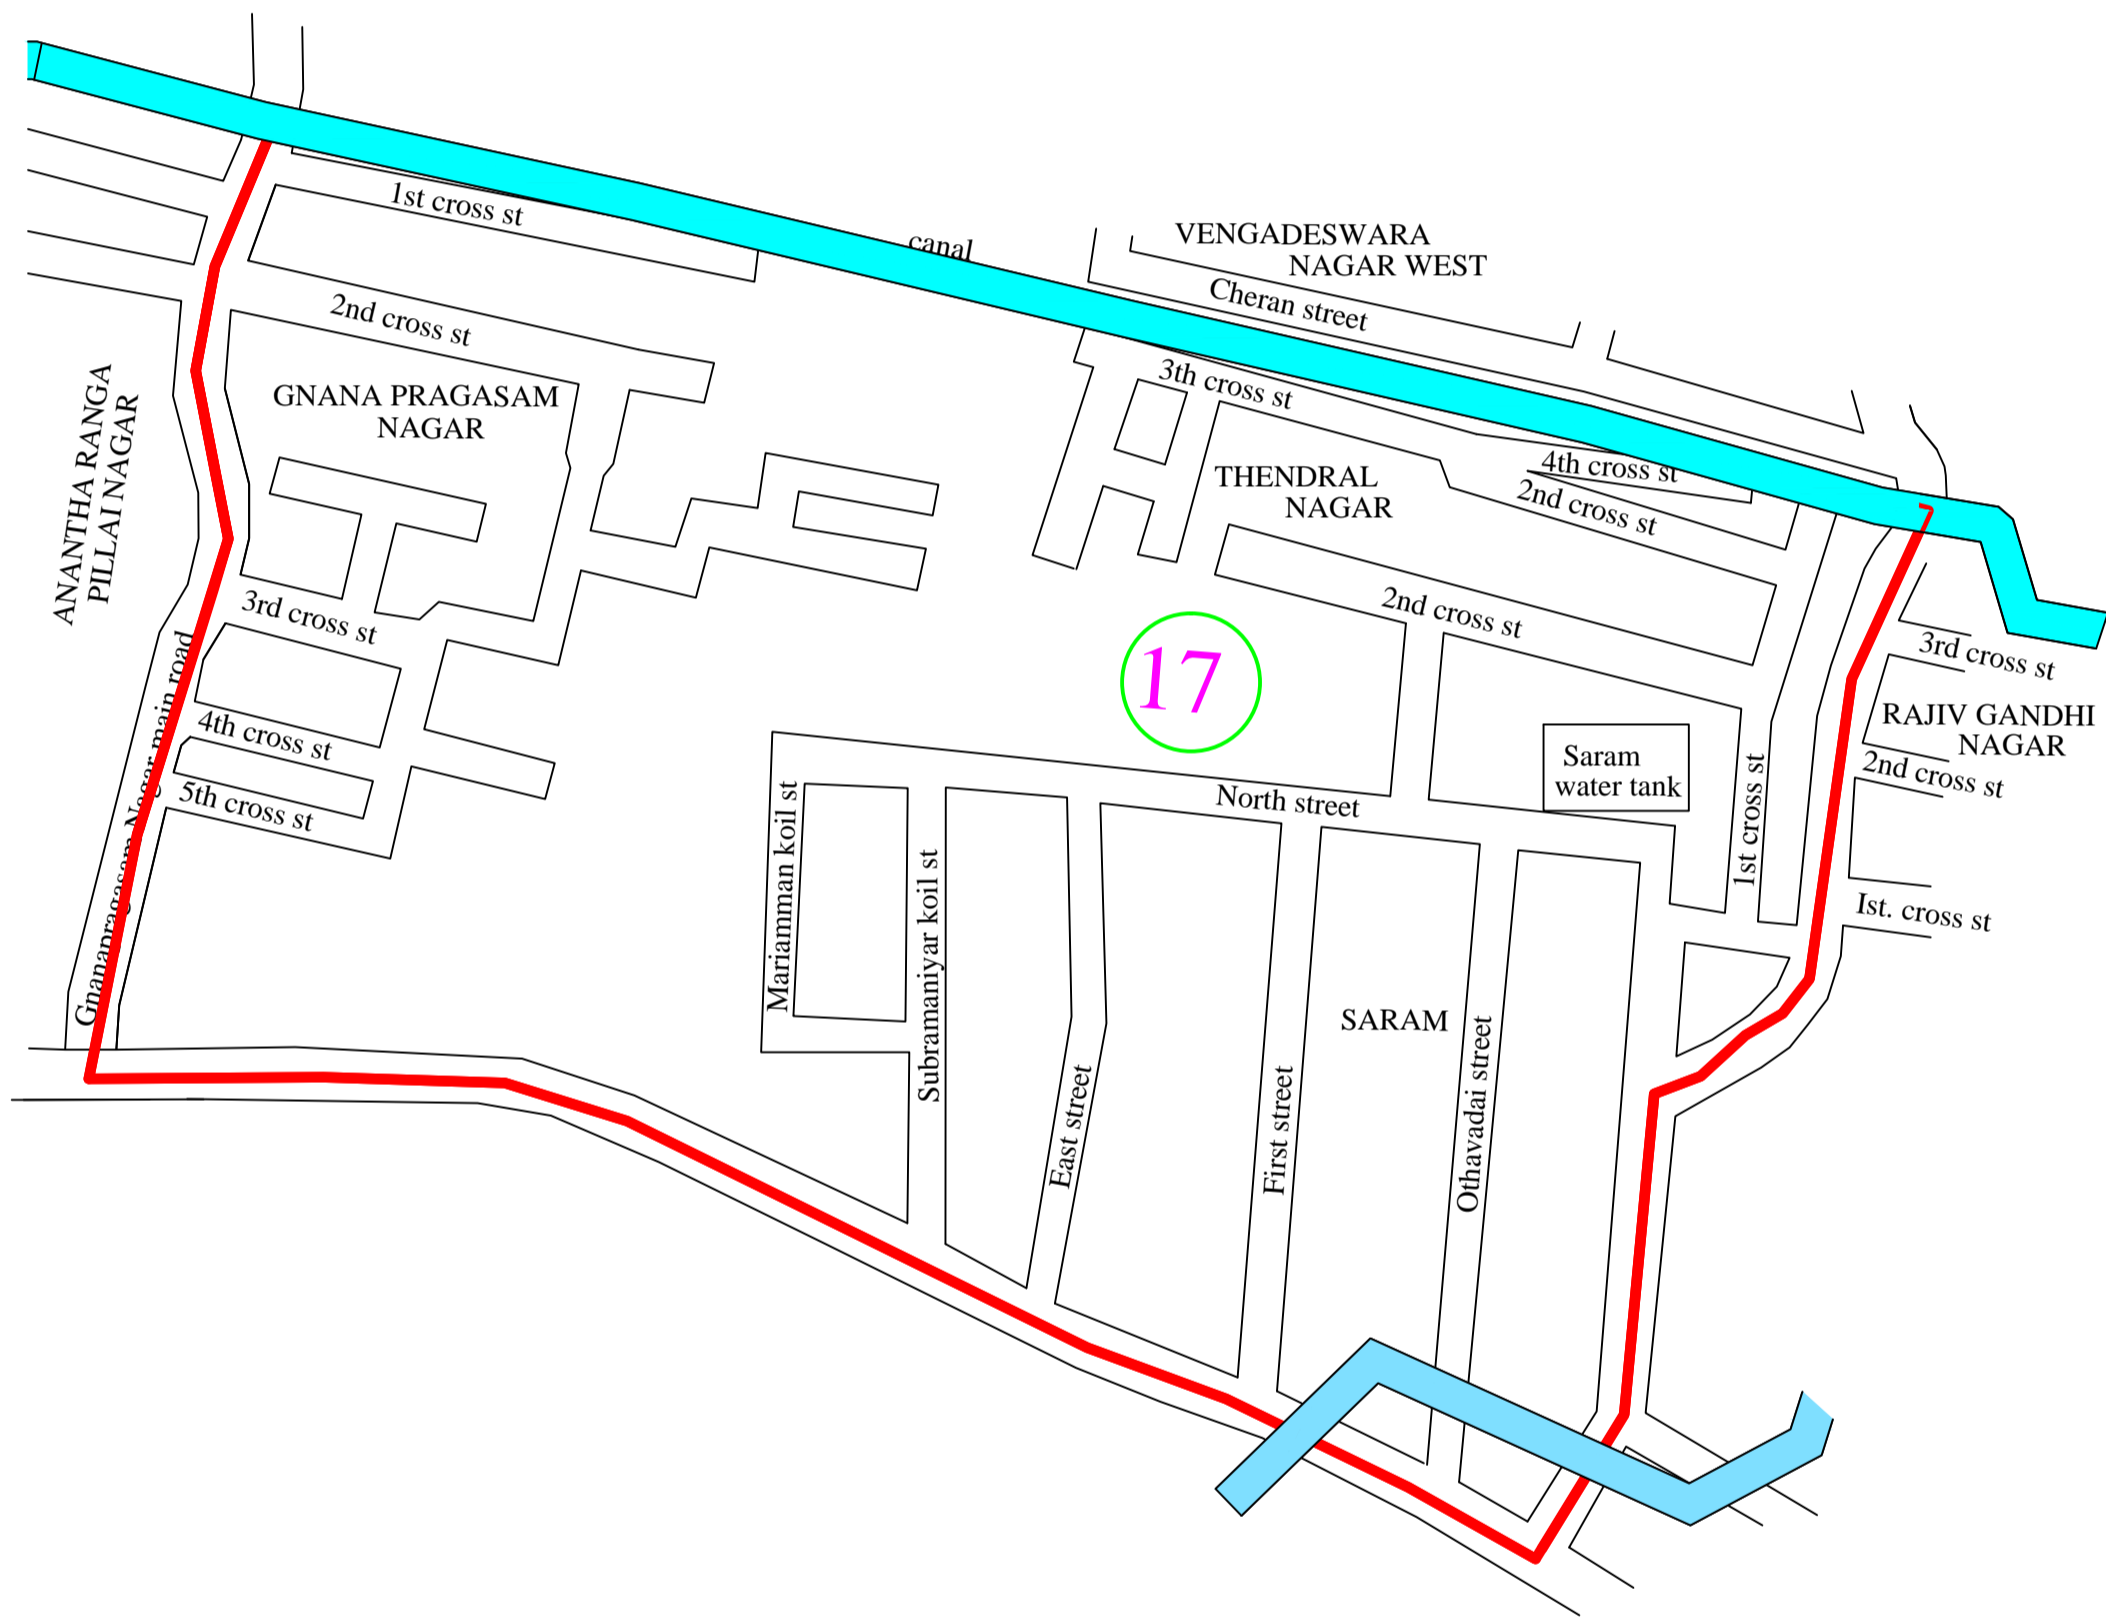 1st cross st
canal
VENGADESWARA
NAGAR WEST
Cheran street
2nd cross st
3th cross st
GNANA PRAGASAM
NAGAR
ANANTHA RANGA
PILLAI NAGAR
THENDRAL
NAGAR
4th cross st
2nd cross st
3rd cross st
2nd cross st
17
3rd cross st
RAJIV GANDHI
NAGAR
4th cross st
Saram
water tank
2nd cross st
5th cross st
North street
1st cross st
Gnanapragasam Nagar main road
Mariamman koil st
Subramaniyar koil st
Ist. cross st
SARAM
East street
First street
Othavadai street